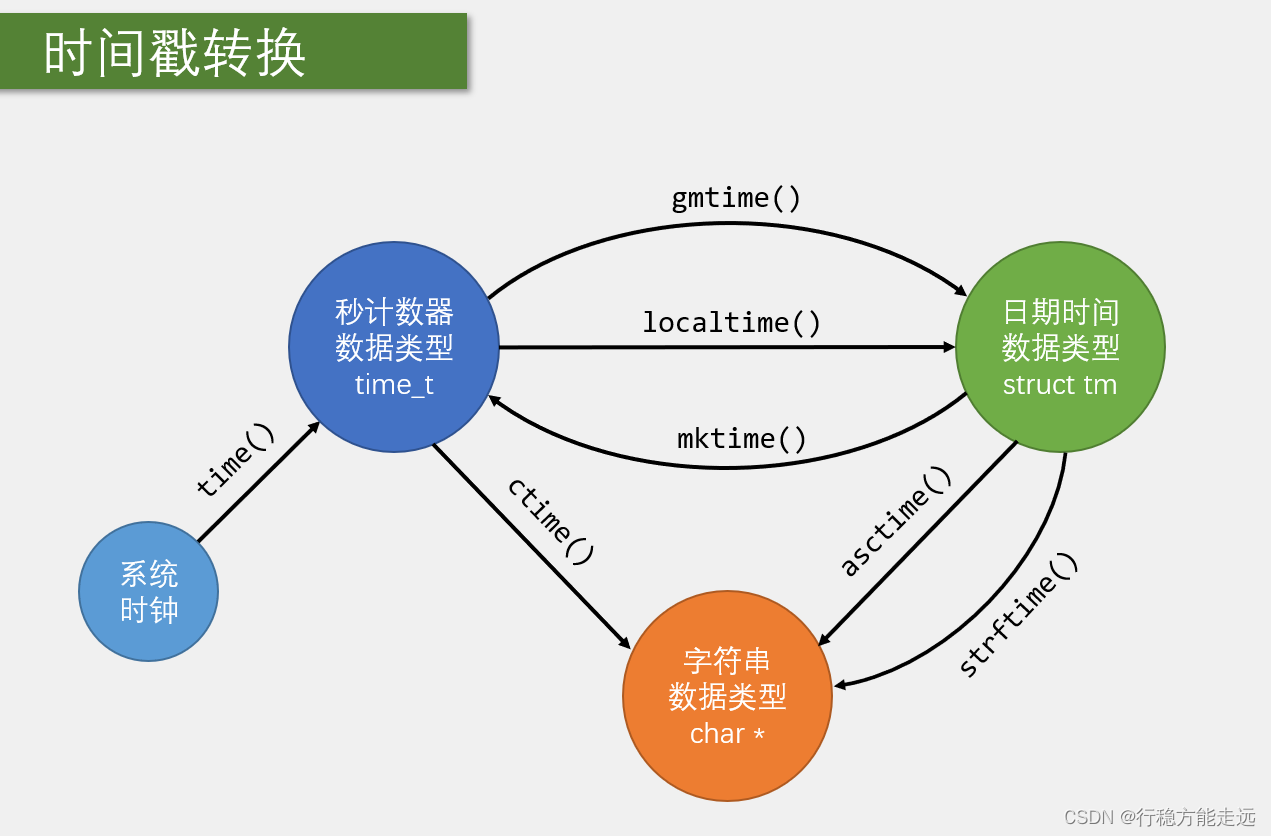 时间戳转换
gmtime()
秒计数器
数据类型
time_t
localtime()
日期时间
数据类型
struct tm
mktime()
time()
ctime()
asctime()
strftime()
系统
时钟
字符串
数据类型
char *
CSDN @行稳方能走远